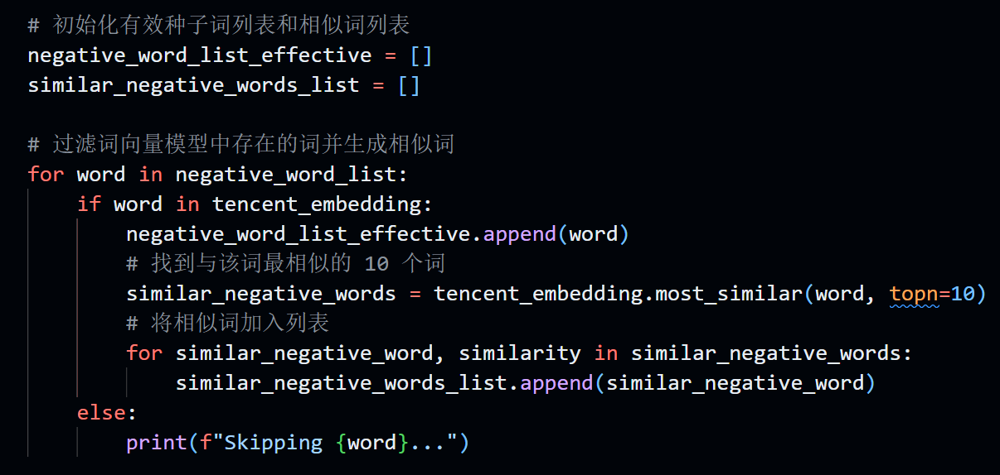 # 初始化有效种子词列表和相似词列表
negative_word_list_effective = []
similar_negative_words_list = []

# 过滤词向量模型中存在的词并生成相似词
for word in negative_word_list:
    if word in tencent_embedding:
        negative_word_list_effective.append(word)
        # 找到与该词最相似的 10 个词
        similar_negative_words = tencent_embedding.most_similar(word, topn=10)
        # 将相似词加入列表
        for similar_negative_word, similarity in similar_negative_words:
            similar_negative_words_list.append(similar_negative_word)
    else:
        print(f"Skipping {word}...")